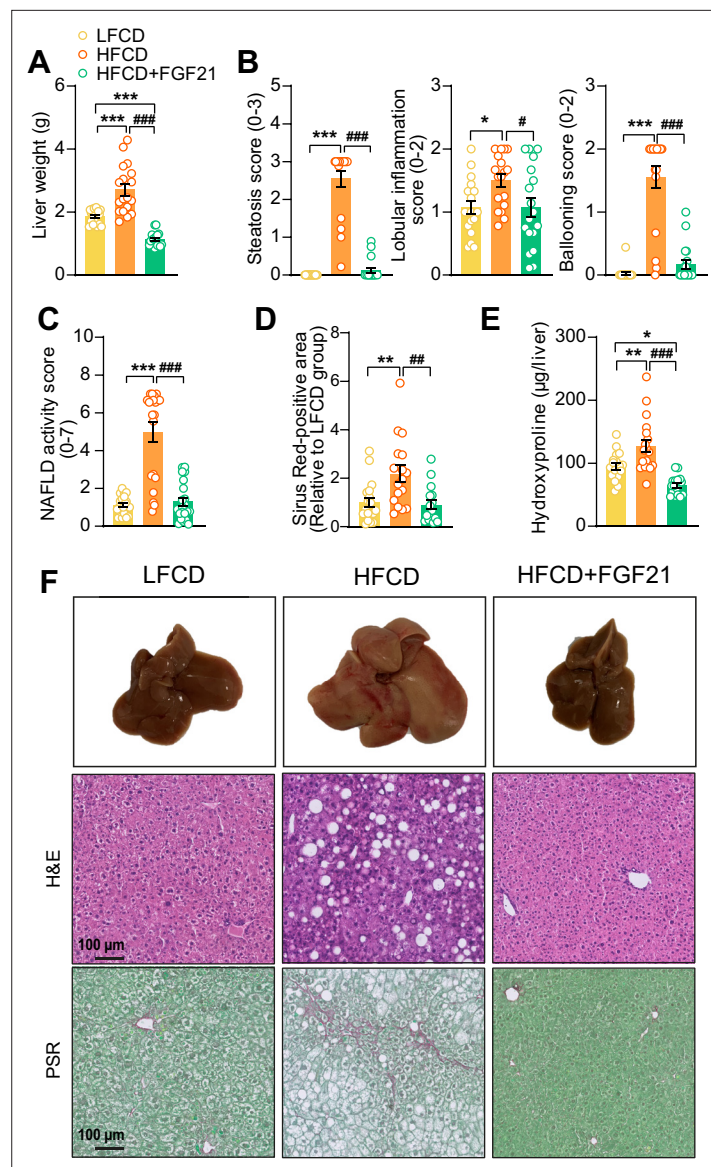 LFCD
HFCD
HFCD+FGF21
A
Liver weight (g)
6
4
2
0
***
*** ###
B
Steatosis score (0-3)
5
4
3
2
1
0
*** ###
Lobular inflammation
score (0-2)
2
1
0
* #
Ballooning score (0-2)
2
1
0
*** ###
C
NAFLD activity score
(0-7)
10
8
6
4
2
0
*** ###
D
Sirus Red-positive area
(Relative to LFCD group)
8
6
4
2
0
** ##
E
Hydroxyproline (µg/liver)
300
200
100
0
*
** ###
F
LFCD HFCD HFCD+FGF21
H&E
100 µm
PSR
100 µm